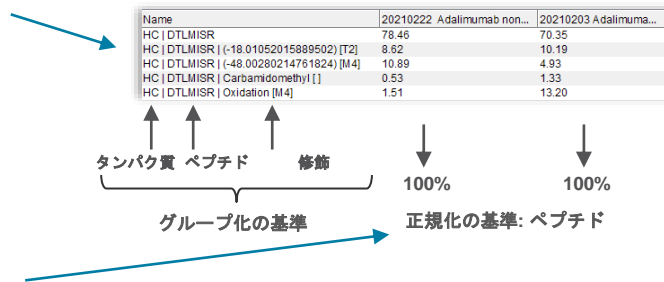 Name 20210222 Adalimumab non... 20210203 Adalimuma...
HC | DTLMISR 78.46 70.35
HC | DTLMISR | (-18.01052015889502) [T2] 8.62 10.19
HC | DTLMISR | (-48.00280214761824) [M4] 10.89 4.93
HC | DTLMISR | Carbamidomethyl [ ] 0.53 1.33
HC | DTLMISR | Oxidation [M4] 1.51 13.20
タンパク質 ペプチド 修飾
100% 100%
グループ化の基準
正規化の基準: ペプチド